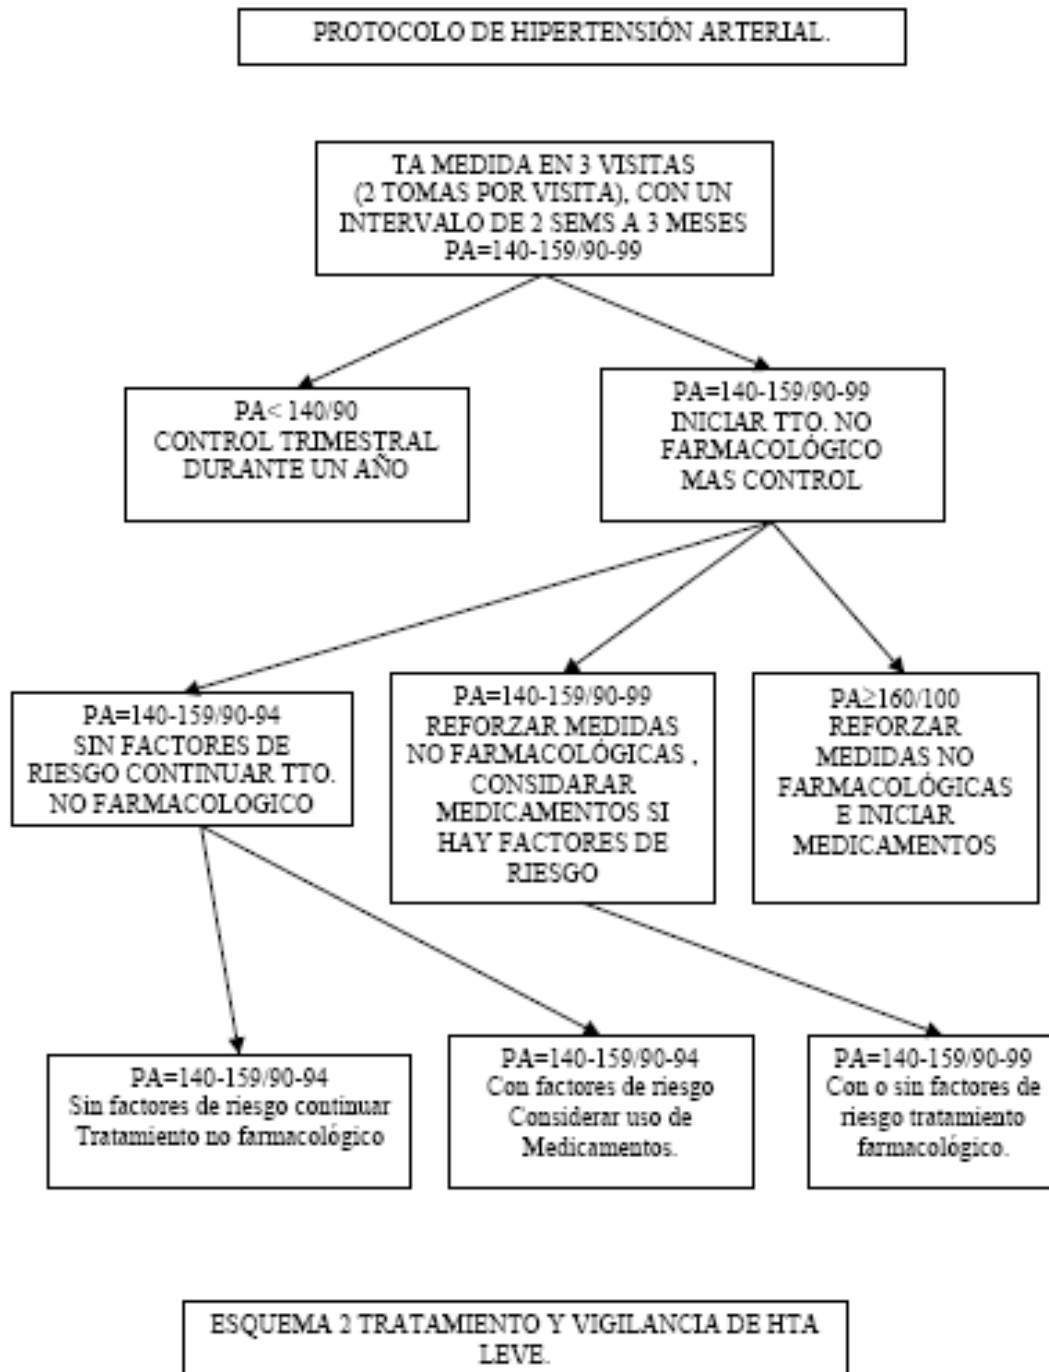 PROTOCOLO DE HIPERTENSIÓN ARTERIAL.
TA MEDIDA EN 3 VISITAS
(2 TOMAS POR VISITA), CON UN
INTERVALO DE 2 SEMS A 3 MESES
PA=140-159/90-99
PA< 140/90
CONTROL TRIMESTRAL
DURANTE UN AÑO
PA=140-159/90-99
INICIAR TTO. NO
FARMACOLÓGICO
MAS CONTROL
PA=140-159/90-94
SIN FACTORES DE
RIESGO CONTINUAR TTO.
NO FARMACOLOGICO
PA=140-159/90-99
REFORZAR MEDIDAS
NO FARMACOLÓGICAS ,
CONSIDARAR
MEDICAMENTOS SI
HAY FACTORES DE
RIESGO
PA≥160/100
REFORZAR
MEDIDAS NO
FARMACOLÓGICAS
E INICIAR
MEDICAMENTOS
PA=140-159/90-94
Sin factores de riesgo continuar
Tratamiento no farmacológico
PA=140-159/90-94
Con factores de riesgo
Considerar uso de
Medicamentos.
PA=140-159/90-99
Con o sin factores de
riesgo tratamiento
farmacológico.
ESQUEMA 2 TRATAMIENTO Y VIGILANCIA DE HTA
LEVE.